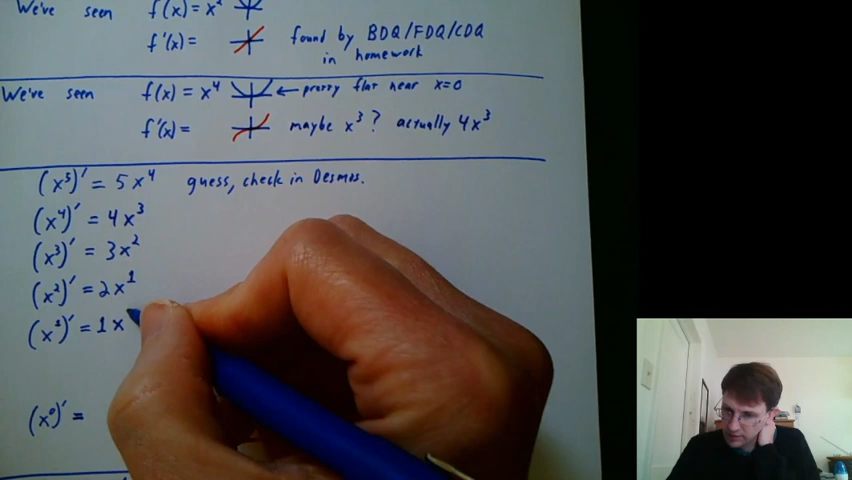 We've seen f(x) = x²
f'(x) = found by BDQ/FDQ/CDQ
in homework
We've seen f(x) = x⁴ ← pretty flat near x=0
f'(x) = maybe x³? actually 4x³
(x⁵)' = 5x⁴ guess, check in Desmos.
(x⁴)' = 4x³
(x³)' = 3x²
(x²)' = 2x¹
(x¹)' = 1x
(x⁰)' =